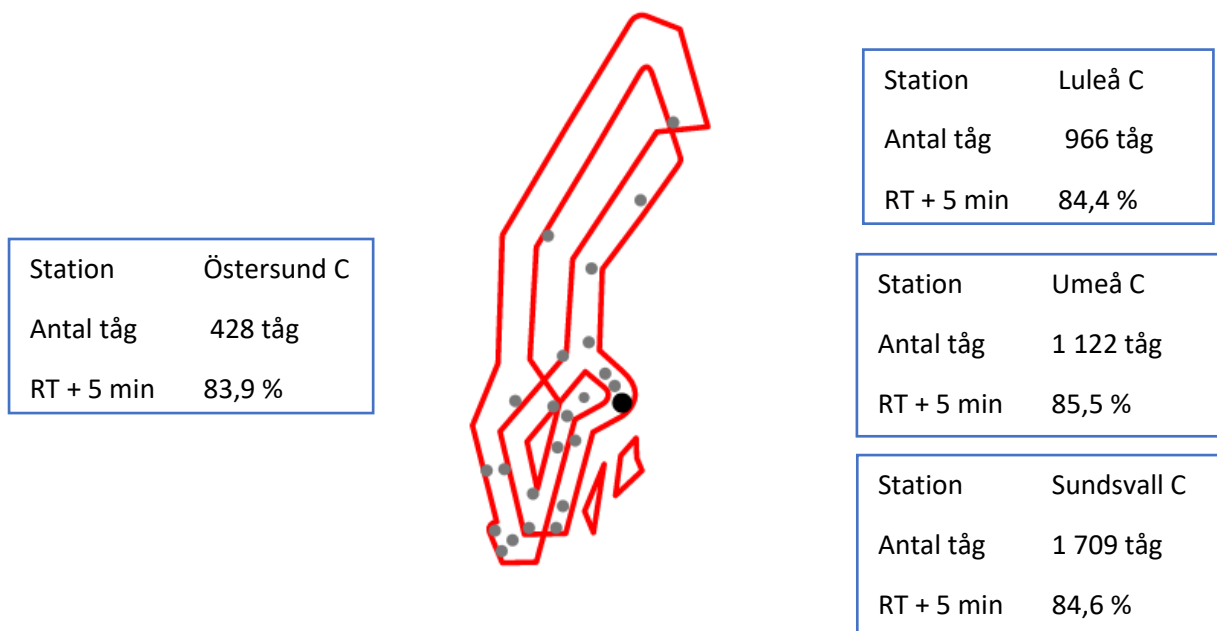 Station Luleå C
Antal tåg 966 tåg
RT + 5 min 84,4 %
Station Östersund C
Antal tåg 428 tåg
RT + 5 min 83,9 %
Station Umeå C
Antal tåg 1 122 tåg
RT + 5 min 85,5 %
Station Sundsvall C
Antal tåg 1 709 tåg
RT + 5 min 84,6 %